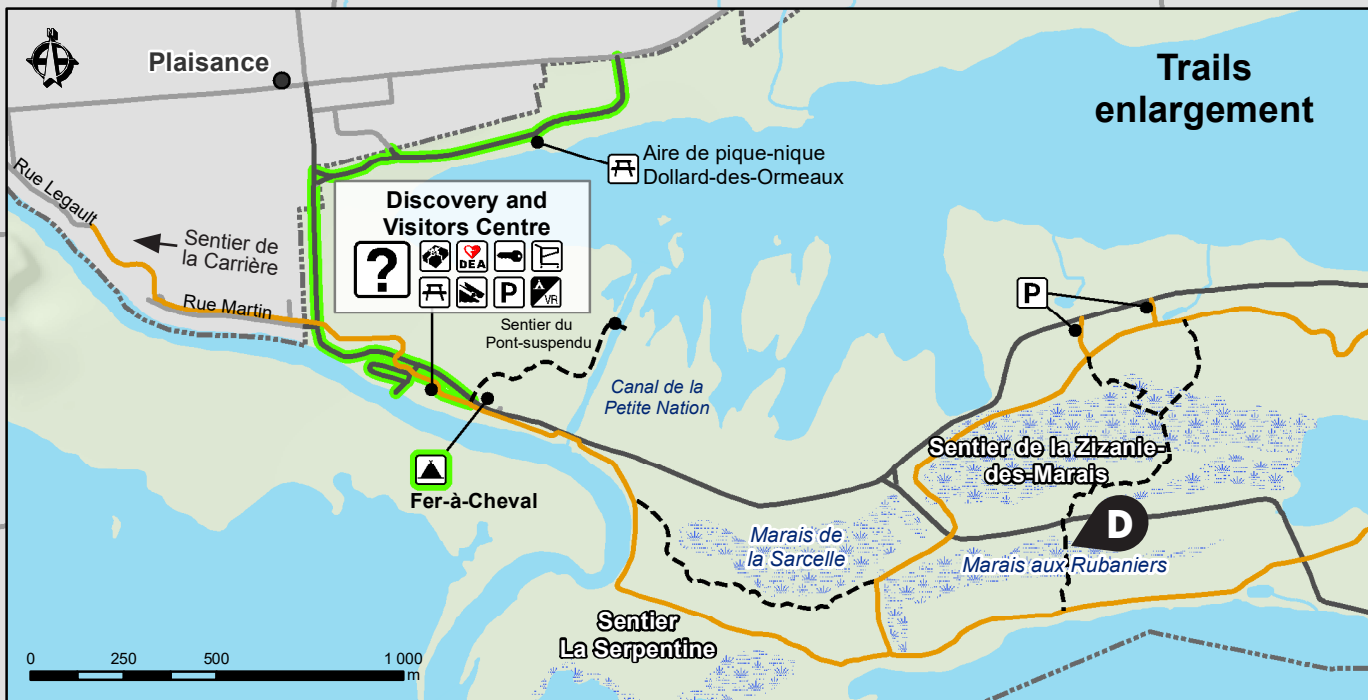 N
Plaisance
Trails
enlargement
Aire de pique-nique
Dollard-des-Ormeaux
Rue Legault
Sentier de
la Carrière
Rue Martin
Discovery and
Visitors Centre
?
DEA
P
VR
Sentier du
Pont-suspendu
Canal de la
Petite Nation
P
Fer-à-Cheval
Sentier de la Zizanie-
des-Marais
D
Marais de
la Sarcelle
Marais aux Rubaniers
Sentier
La Serpentine
0 250 500 1 000
m